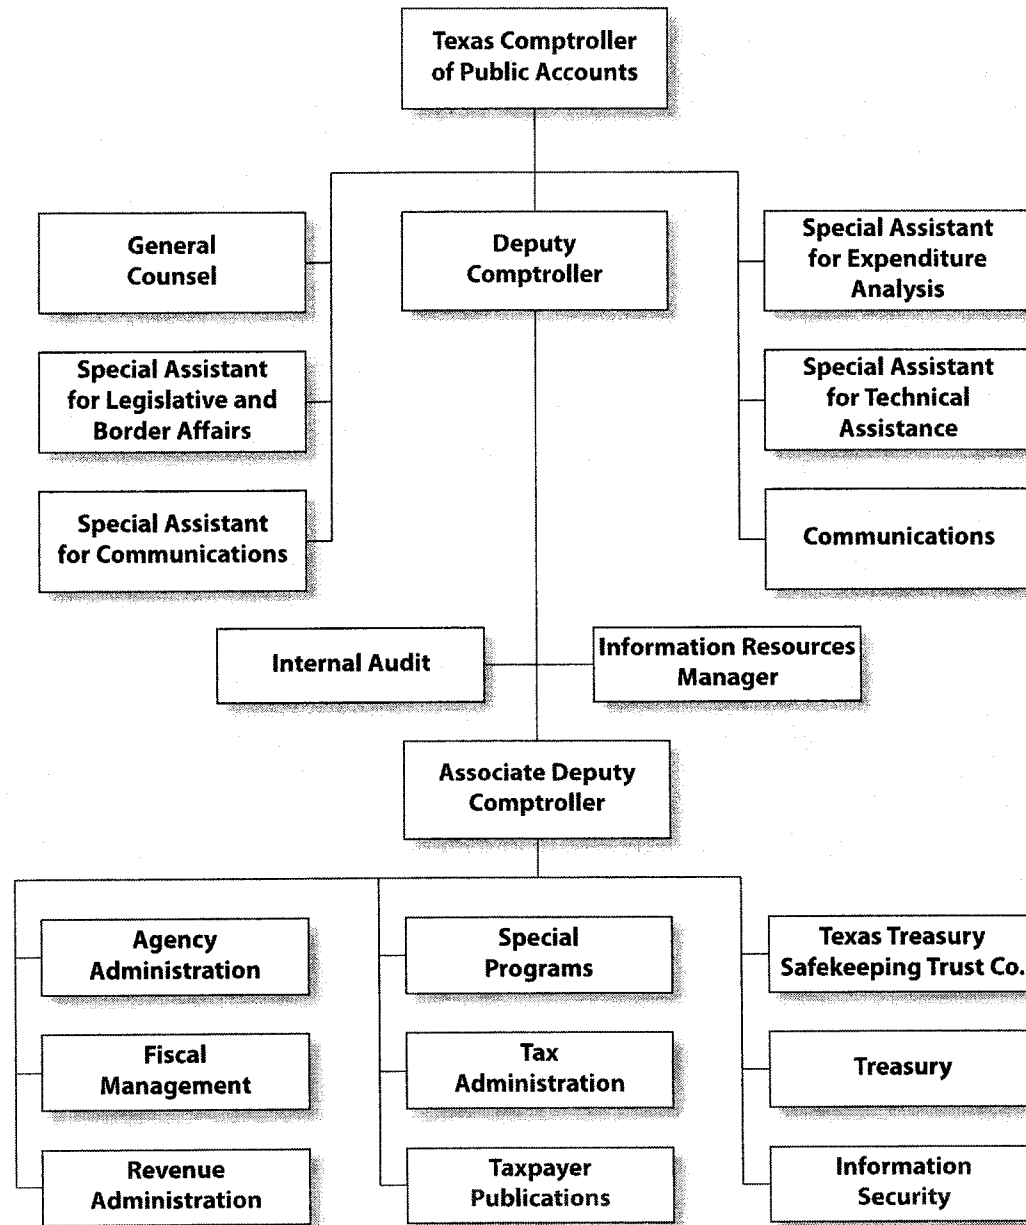 Texas Comptroller
of Public Accounts
General
Counsel
Deputy
Comptroller
Special Assistant
for Expenditure
Analysis
Special Assistant
for Legislative and
Border Affairs
Special Assistant
for Technical
Assistance
Special Assistant
for Communications
Communications
Internal Audit
Information Resources
Manager
Associate Deputy
Comptroller
Agency
Administration
Special
Programs
Texas Treasury
Safekeeping Trust Co.
Fiscal
Management
Tax
Administration
Treasury
Revenue
Administration
Taxpayer
Publications
Information
Security